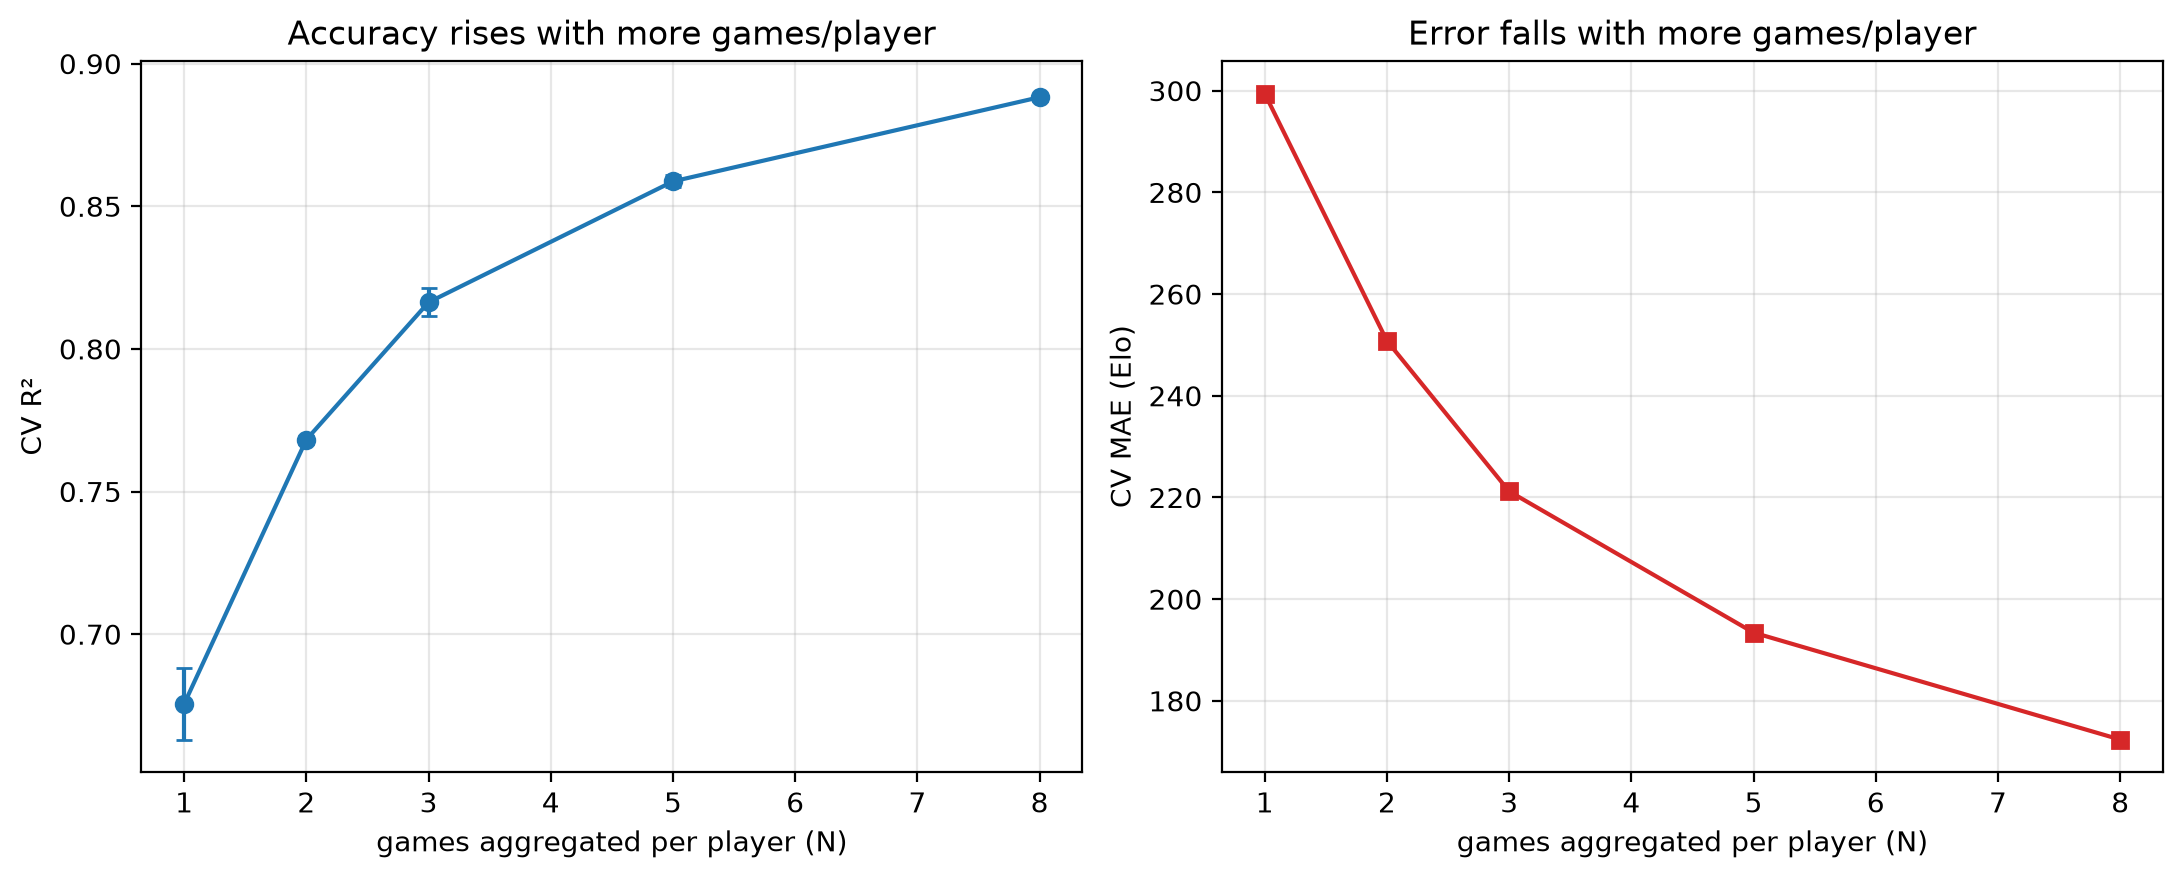 Accuracy rises with more games/player
0.90
0.85
0.80
0.75
0.70
CV R²
1 2 3 4 5 6 7 8
games aggregated per player (N)
Error falls with more games/player
300
280
260
240
220
200
180
CV MAE (Elo)
1 2 3 4 5 6 7 8
games aggregated per player (N)